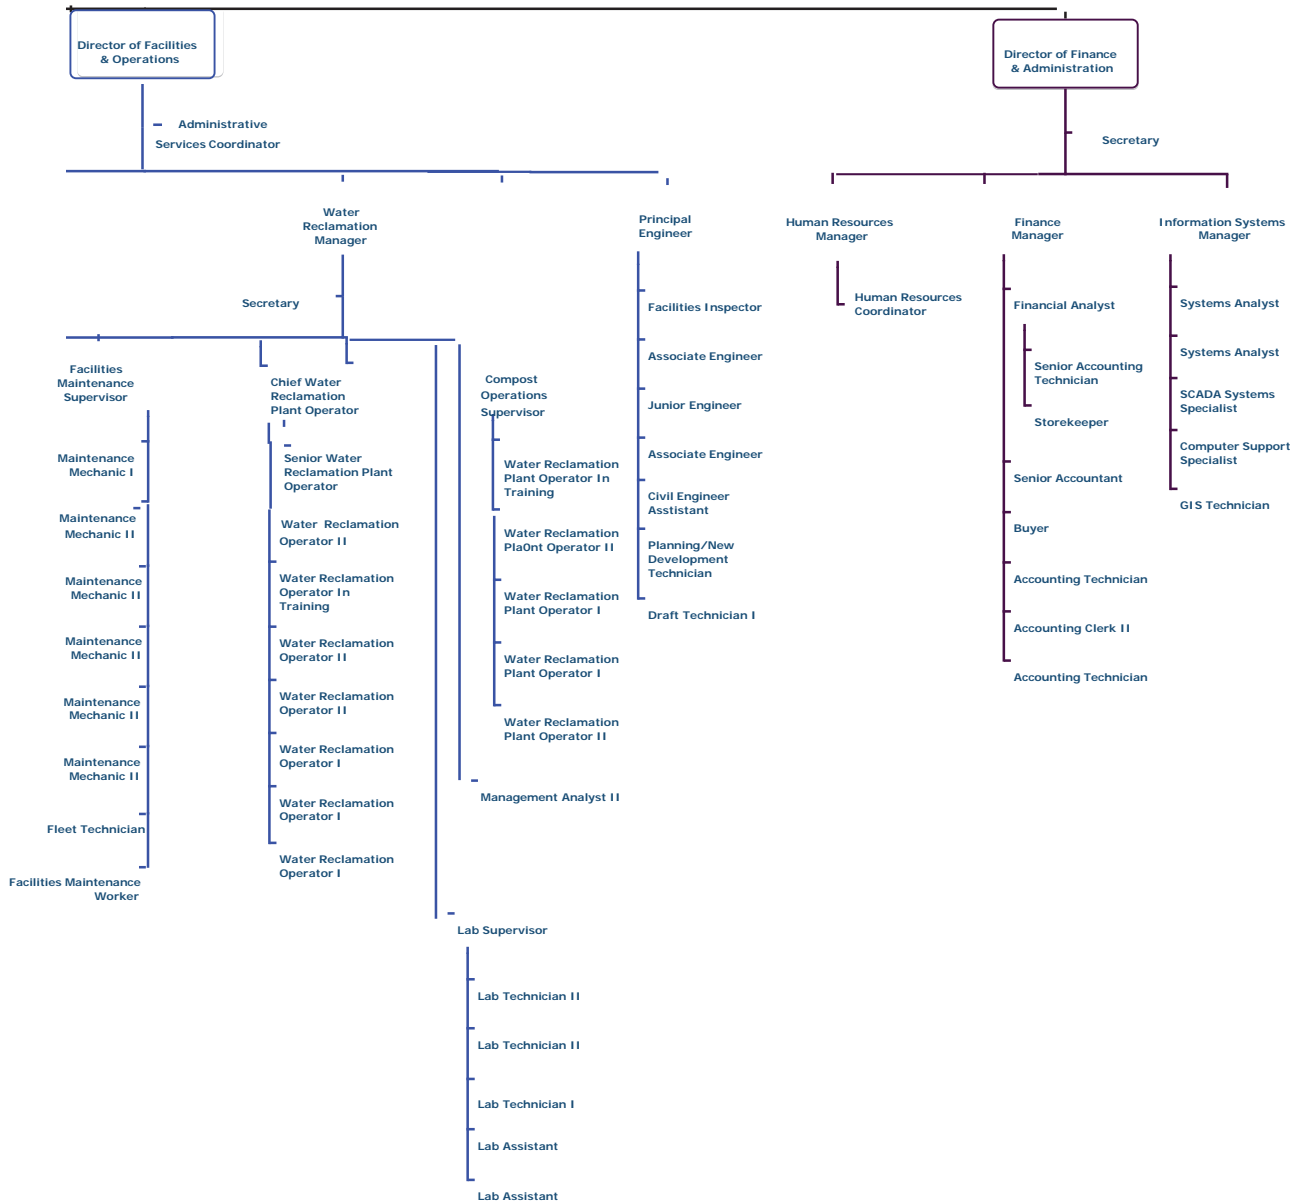 Director of Facilities
& Operations
Administrative
Services Coordinator
Water
Reclamation
Manager
Secretary
Facilities
Maintenance
Supervisor
Maintenance
Mechanic I
Maintenance
Mechanic II
Maintenance
Mechanic II
Maintenance
Mechanic II
Maintenance
Mechanic II
Maintenance
Mechanic II
Fleet Technician
Facilities Maintenance
Worker
Chief Water
Reclamation
Plant Operator
Senior Water
Reclamation Plant
Operator
Water Reclamation
Operator II
Water Reclamation
Operator In
Training
Water Reclamation
Operator II
Water Reclamation
Operator II
Water Reclamation
Operator I
Water Reclamation
Operator I
Water Reclamation
Operator I
Compost
Operations
Supervisor
Water Reclamation
Plant Operator In
Training
Water Reclamation
Pla0nt Operator II
Water Reclamation
Plant Operator I
Water Reclamation
Plant Operator I
Water Reclamation
Plant Operator II
Management Analyst II
Lab Supervisor
Lab Technician II
Lab Technician II
Lab Technician I
Lab Assistant
Lab Assistant
Principal
Engineer
Facilities Inspector
Associate Engineer
Junior Engineer
Associate Engineer
Civil Engineer
Asstistant
Planning/New
Development
Technician
Draft Technician I
Director of Finance
& Administration
Secretary
Human Resources
Manager
Human Resources
Coordinator
Finance
Manager
Financial Analyst
Senior Accounting
Technician
Storekeeper
Senior Accountant
Buyer
Accounting Technician
Accounting Clerk II
Accounting Technician
Information Systems
Manager
Systems Analyst
Systems Analyst
SCADA Systems
Specialist
Computer Support
Specialist
GIS Technician